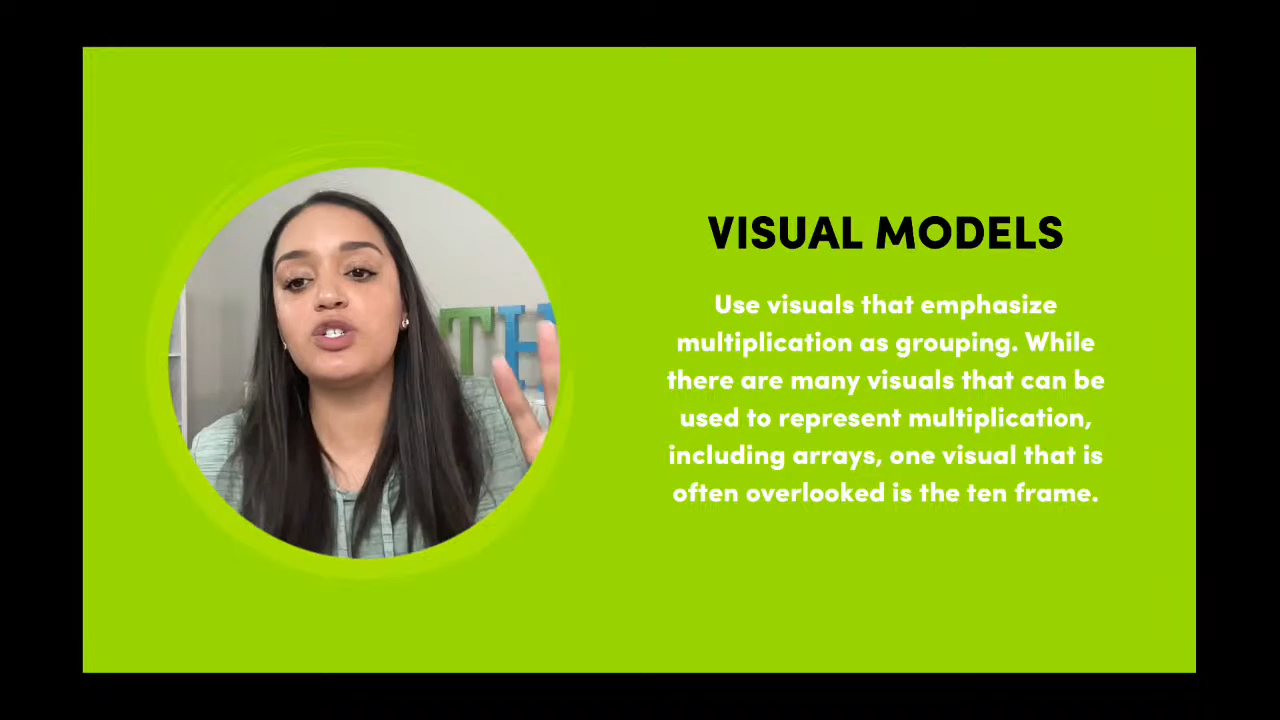 VISUAL MODELS
Use visuals that emphasize
multiplication as grouping. While
there are many visuals that can be
used to represent multiplication,
including arrays, one visual that is
often overlooked is the ten frame.